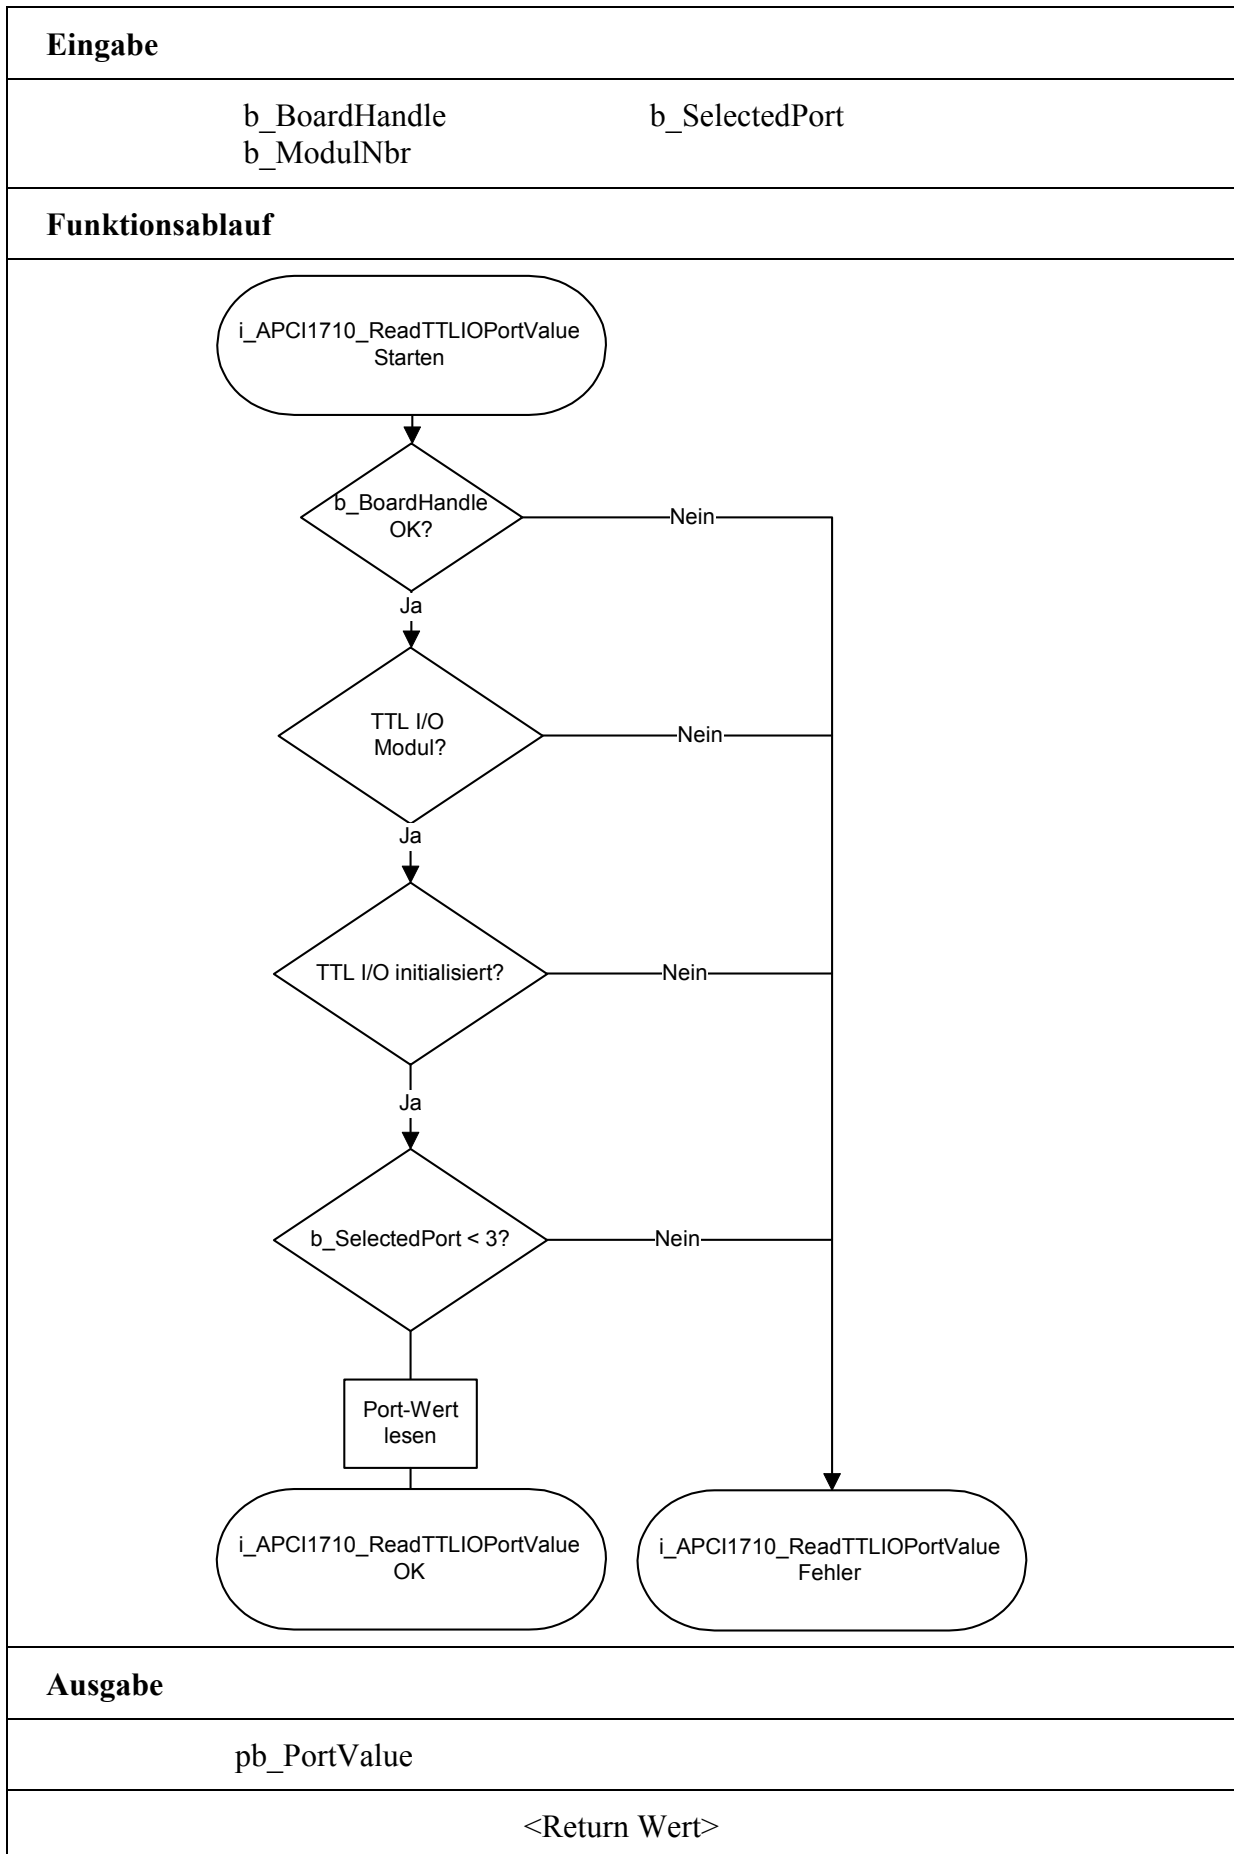 Eingabe
b_BoardHandle b_SelectedPort
b_ModulNbr
Funktionsablauf
i_APCI1710_ReadTTLIOPortValue
Starten
b_BoardHandle
OK?
Nein
Ja
TTL I/O
Modul?
Nein
Ja
TTL I/O initialisiert?
Nein
Ja
b_SelectedPort < 3?
Nein
Port-Wert
lesen
i_APCI1710_ReadTTLIOPortValue
OK
i_APCI1710_ReadTTLIOPortValue
Fehler
Ausgabe
pb_PortValue
<Return Wert>